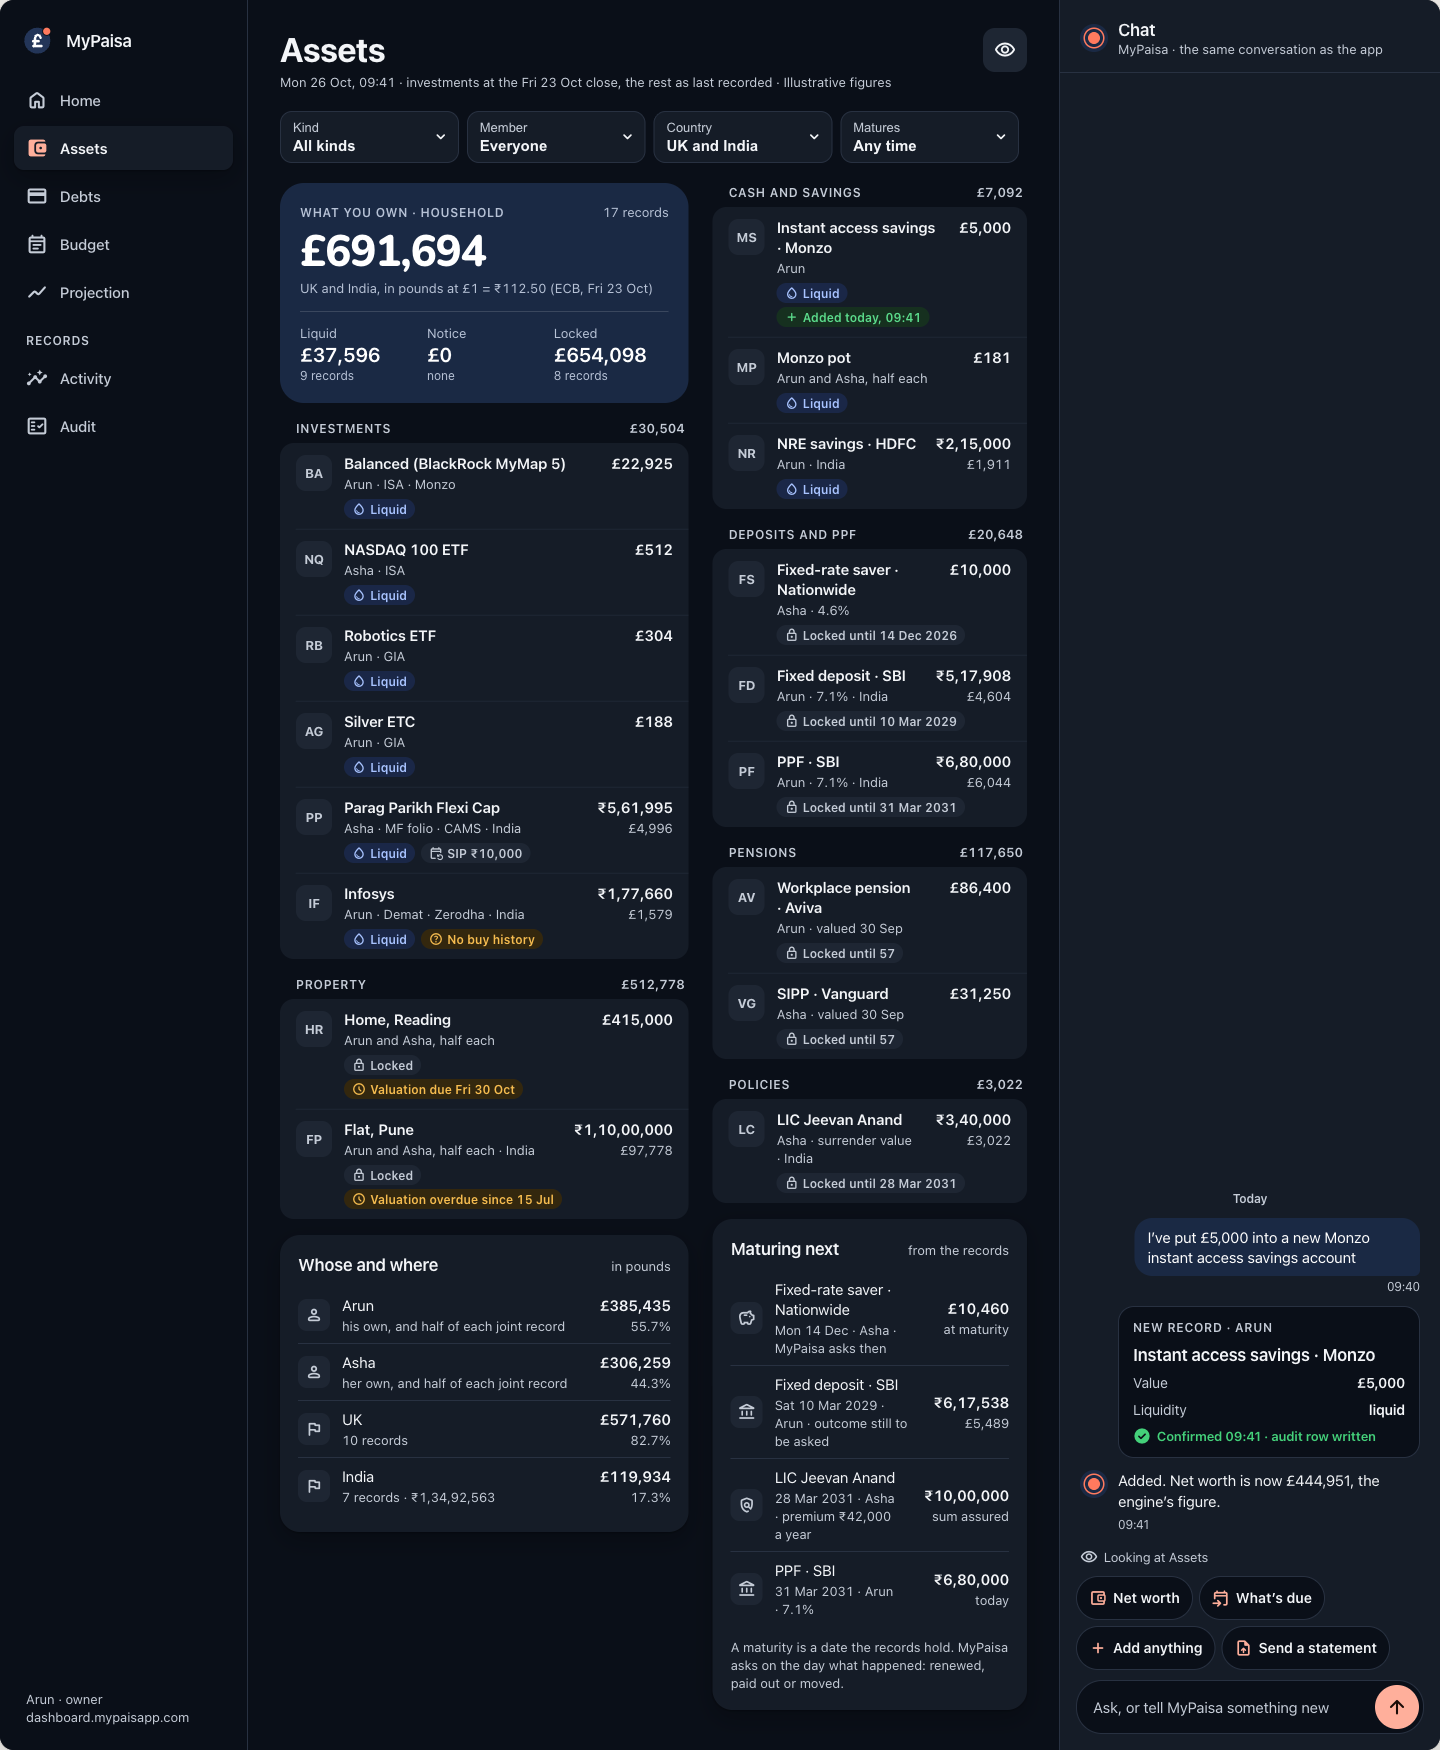 £
MyPaisa
Home
Assets
Debts
Budget
Projection
RECORDS
Activity
Audit
Arun · owner
dashboard.mypaisapp.com
Assets
Mon 26 Oct, 09:41 · investments at the Fri 23 Oct close, the rest as last recorded · Illustrative figures
Kind
All kinds
Member
Everyone
Country
UK and India
Matures
Any time
WHAT YOU OWN · HOUSEHOLD 17 records
£691,694
UK and India, in pounds at £1 = ₹112.50 (ECB, Fri 23 Oct)
Liquid Notice Locked
£37,596 £0 £654,098
9 records none 8 records
INVESTMENTS £30,504
BA Balanced (BlackRock MyMap 5) £22,925
Arun · ISA · Monzo
Liquid
NQ NASDAQ 100 ETF £512
Asha · ISA
Liquid
RB Robotics ETF £304
Arun · GIA
Liquid
AG Silver ETC £188
Arun · GIA
Liquid
PP Parag Parikh Flexi Cap ₹5,61,995
Asha · MF folio · CAMS · India £4,996
Liquid SIP ₹10,000
IF Infosys ₹1,77,660
Arun · Demat · Zerodha · India £1,579
Liquid No buy history
PROPERTY £512,778
HR Home, Reading £415,000
Arun and Asha, half each
Locked
Valuation due Fri 30 Oct
FP Flat, Pune ₹1,10,00,000
Arun and Asha, half each · India £97,778
Locked
Valuation overdue since 15 Jul
Whose and where in pounds
Arun £385,435
his own, and half of each joint record 55.7%
Asha £306,259
her own, and half of each joint record 44.3%
UK £571,760
10 records 82.7%
India £119,934
7 records · ₹1,34,92,563 17.3%
CASH AND SAVINGS £7,092
MS Instant access savings £5,000
· Monzo
Arun
Liquid
+ Added today, 09:41
MP Monzo pot £181
Arun and Asha, half each
Liquid
NR NRE savings · HDFC ₹2,15,000
Arun · India £1,911
Liquid
DEPOSITS AND PPF £20,648
FS Fixed-rate saver · £10,000
Nationwide
Asha · 4.6%
Locked until 14 Dec 2026
FD Fixed deposit · SBI ₹5,17,908
Arun · 7.1% · India £4,604
Locked until 10 Mar 2029
PF PPF · SBI ₹6,80,000
Arun · 7.1% · India £6,044
Locked until 31 Mar 2031
PENSIONS £117,650
AV Workplace pension £86,400
· Aviva
Arun · valued 30 Sep
Locked until 57
VG SIPP · Vanguard £31,250
Asha · valued 30 Sep
Locked until 57
POLICIES £3,022
LC LIC Jeevan Anand ₹3,40,000
Asha · surrender value £3,022
· India
Locked until 28 Mar 2031
Maturing next from the records
Fixed-rate saver · £10,460
Nationwide
Mon 14 Dec · Asha · at maturity
MyPaisa asks then
Fixed deposit · SBI ₹6,17,538
Sat 10 Mar 2029 · £5,489
Arun · outcome still to
be asked
LIC Jeevan Anand ₹10,00,000
28 Mar 2031 · Asha sum assured
· premium ₹42,000
a year
PPF · SBI ₹6,80,000
31 Mar 2031 · Arun today
· 7.1%
A maturity is a date the records hold. MyPaisa
asks on the day what happened: renewed,
paid out or moved.
Chat
MyPaisa · the same conversation as the app
Today
I’ve put £5,000 into a new Monzo
instant access savings account
09:40
NEW RECORD · ARUN
Instant access savings · Monzo
Value £5,000
Liquidity liquid
Confirmed 09:41 · audit row written
Added. Net worth is now £444,951, the
engine’s figure.
09:41
Looking at Assets
Net worth
What’s due
+ Add anything
Send a statement
Ask, or tell MyPaisa something new